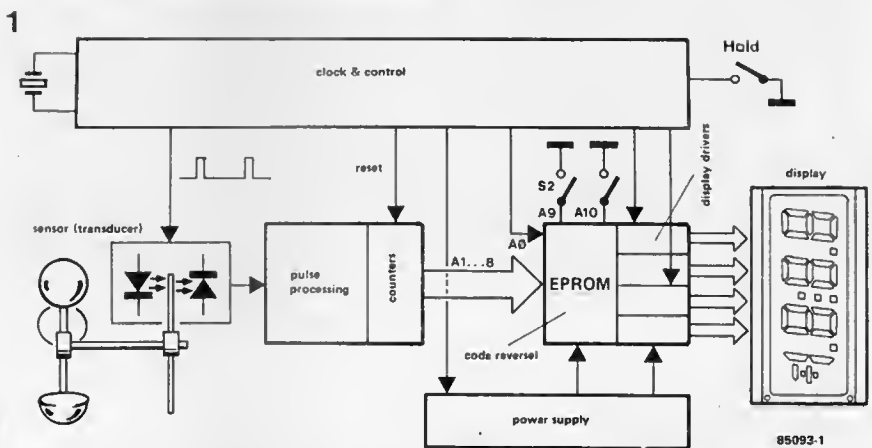 1
Hold
clock & control
reset
S2
A9
A10
display drivers
display
sensor (transducer)
pulse
processing
counters
A1...8
A0
EPROM
code reversel
power supply
85093-1